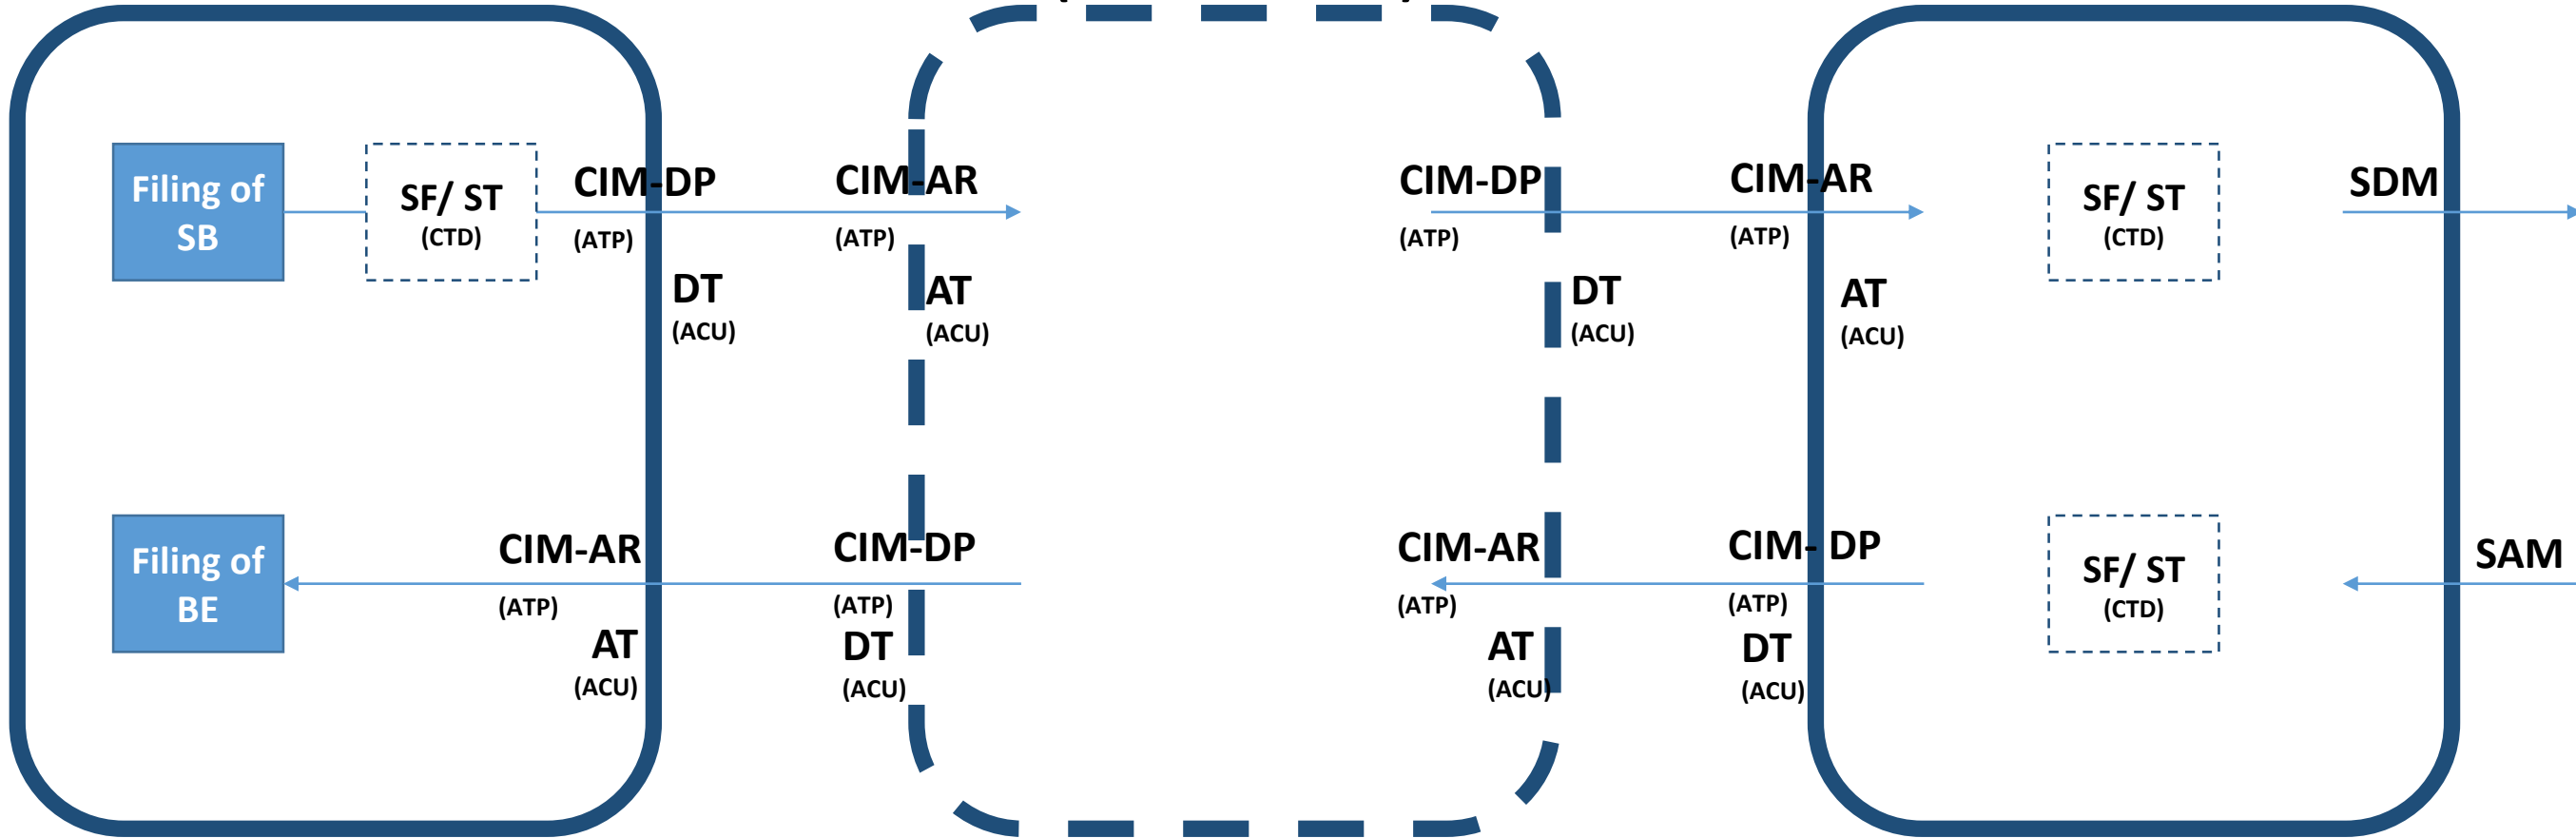 Filing of
SB
SF/ ST
(CTD)
CIM-DP
(ATP)
DT
(ACU)
CIM-AR
(ATP)
AT
(ACU)
CIM-DP
(ATP)
DT
(ACU)
CIM-AR
(ATP)
AT
(ACU)
SF/ ST
(CTD)
SDM
Filing of
BE
CIM-AR
(ATP)
AT
(ACU)
CIM-DP
(ATP)
DT
(ACU)
CIM-AR
(ATP)
AT
(ACU)
CIM- DP
(ATP)
DT
(ACU)
SF/ ST
(CTD)
SAM